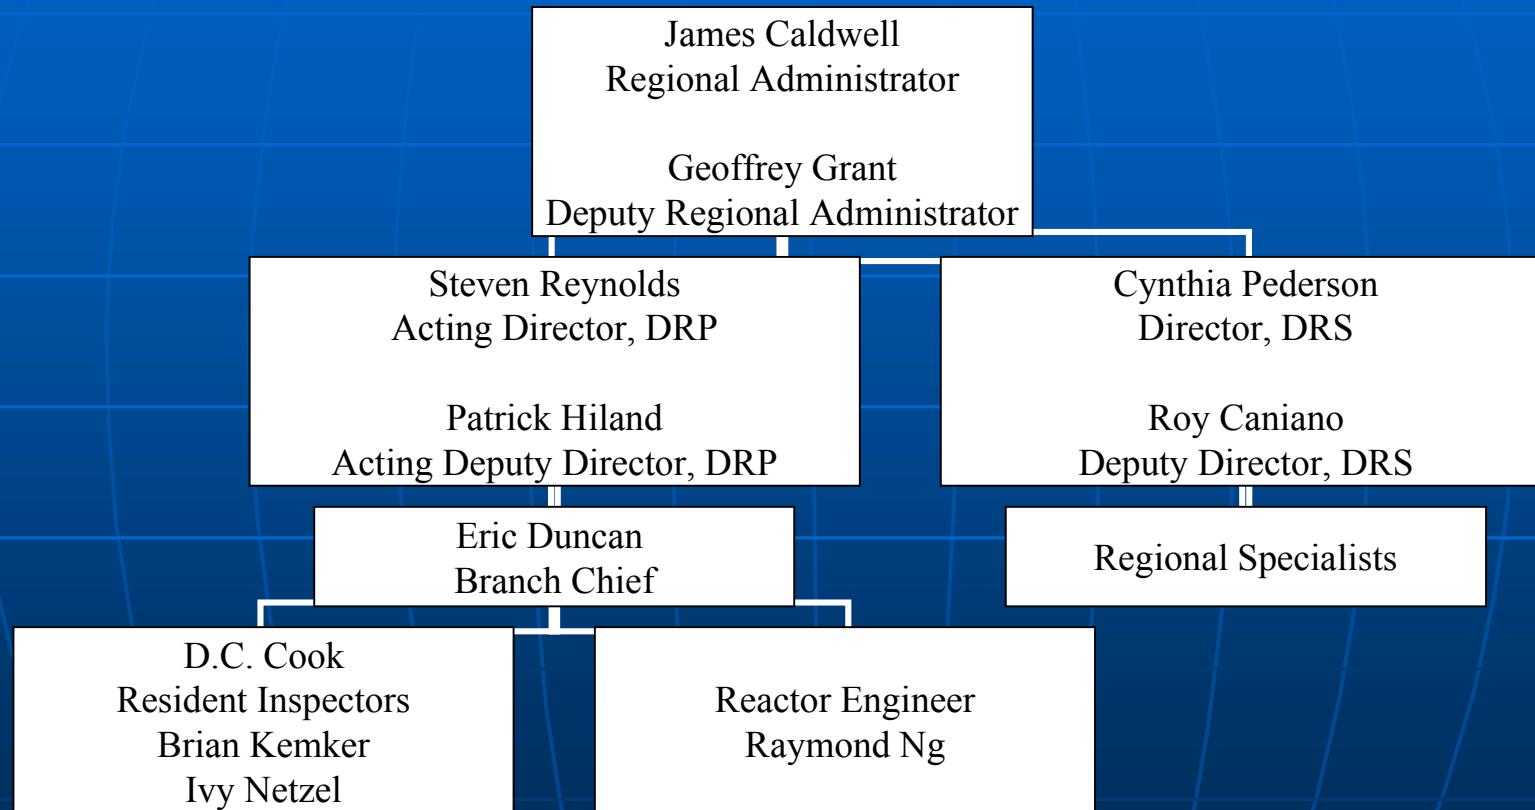 James Caldwell
Regional Administrator
Geoffrey Grant
Deputy Regional Administrator
Steven Reynolds
Acting Director, DRP
Patrick Hiland
Acting Deputy Director, DRP
Cynthia Pederson
Director, DRS
Roy Caniano
Deputy Director, DRS
Eric Duncan
Branch Chief
Regional Specialists
D.C. Cook
Resident Inspectors
Brian Kemker
Ivy Netzel
Reactor Engineer
Raymond Ng